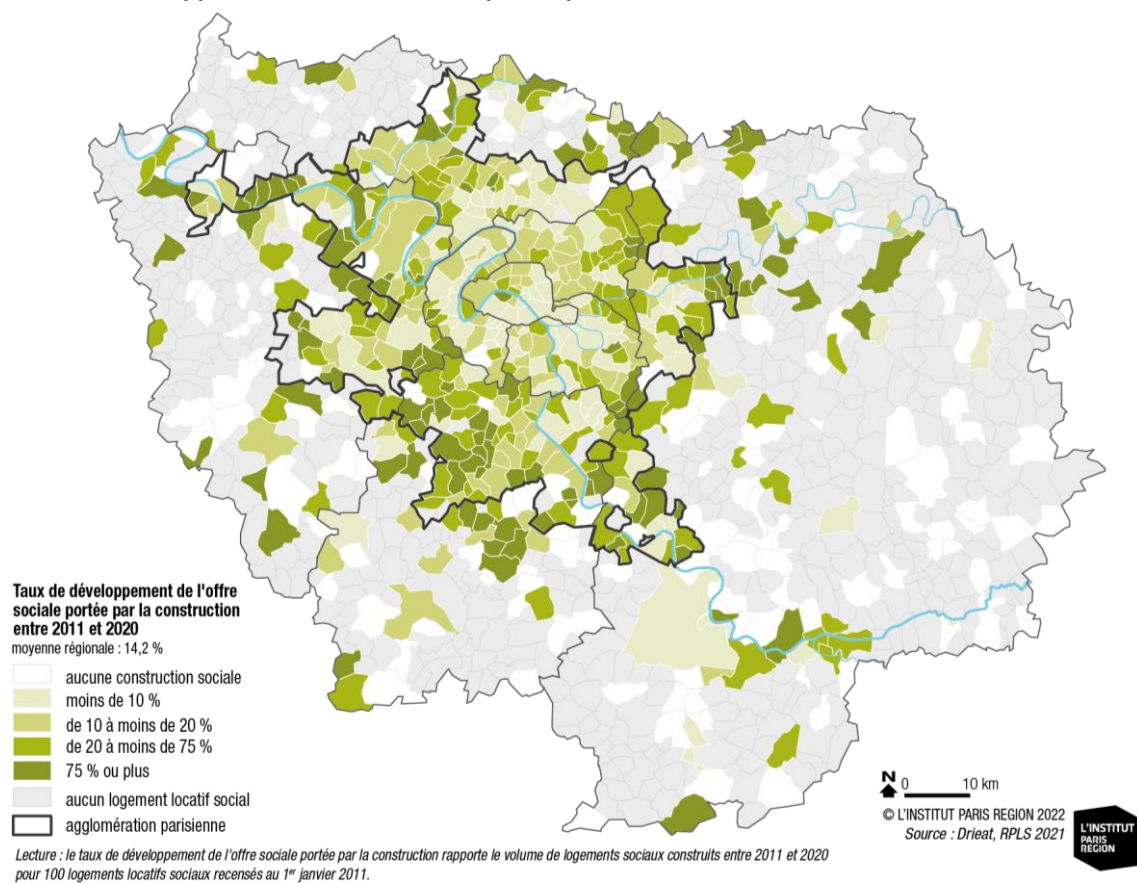 Taux de développement de l'offre
sociale portée par la construction
entre 2011 et 2020
moyenne régionale : 14,2 %
aucune construction sociale
moins de 10 %
de 10 à moins de 20 %
de 20 à moins de 75 %
75 % ou plus
aucun logement locatif social
agglomération parisienne
N
0 10 km
© L'INSTITUT PARIS REGION 2022
Source : Drieat, RPLS 2021
L'INSTITUT
PARIS
REGION
Lecture : le taux de développement de l'offre sociale portée par la construction rapporte le volume de logements sociaux construits entre 2011 et 2020
pour 100 logements locatifs sociaux recensés au 1er janvier 2011.